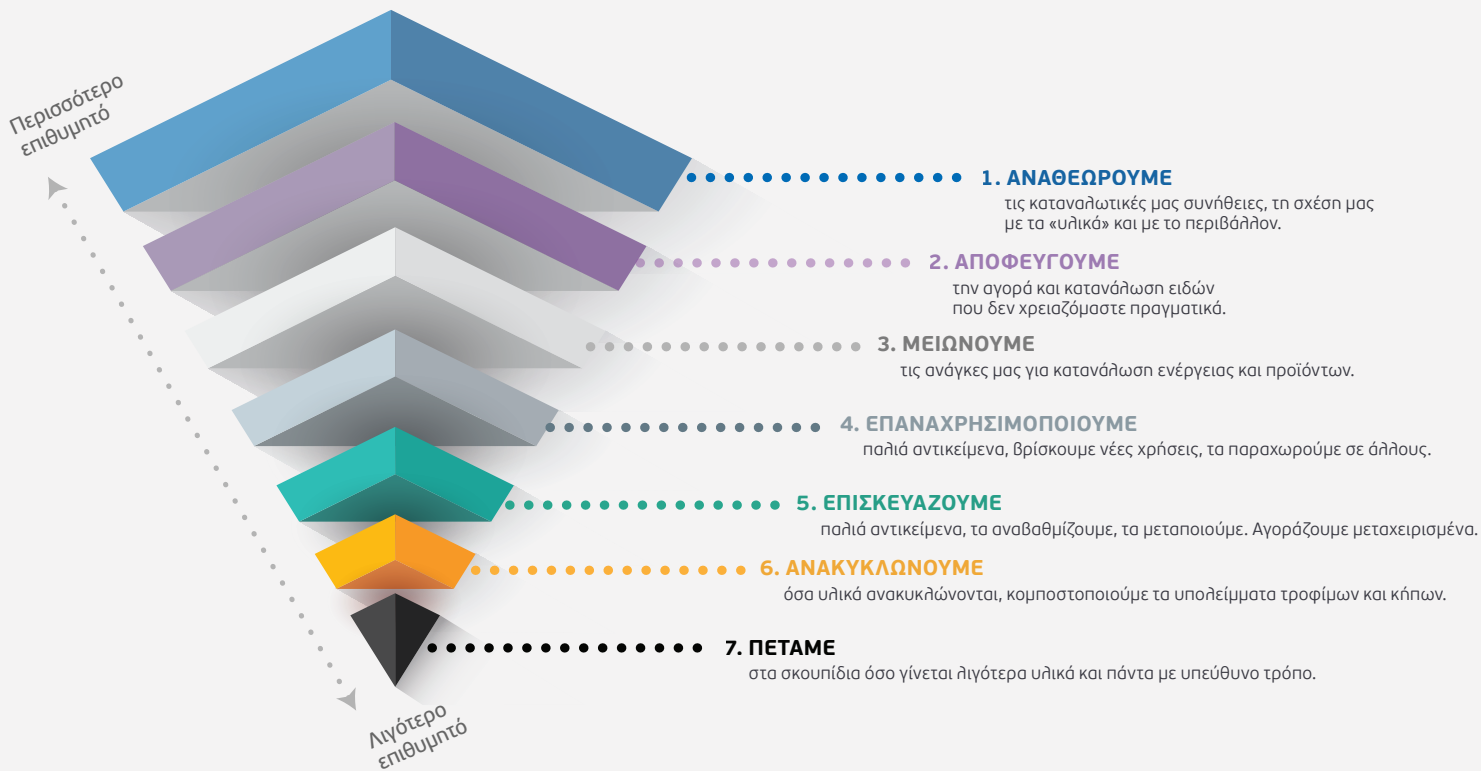 Περισσότερο
επιθυμητό
1. ΑΝΑΘΕΩΡΟΥΜΕ
τις καταναλωτικές μας συνήθειες, τη σχέση μας
με τα «υλικά» και με το περιβάλλον.
2. ΑΠΟΦΕΥΓΟΥΜΕ
την αγορά και κατανάλωση ειδών
που δεν χρειαζόμαστε πραγματικά.
3. ΜΕΙΩΝΟΥΜΕ
τις ανάγκες μας για κατανάλωση ενέργειας και προϊόντων.
4. ΕΠΑΝΑΧΡΗΣΙΜΟΠΟΙΟΥΜΕ
παλιά αντικείμενα, βρίσκουμε νέες χρήσεις, τα παραχωρούμε σε άλλους.
5. ΕΠΙΣΚΕΥΑΖΟΥΜΕ
παλιά αντικείμενα, τα αναβαθμίζουμε, τα μεταποιούμε. Αγοράζουμε μεταχειρισμένα.
6. ΑΝΑΚΥΚΛΩΝΟΥΜΕ
όσα υλικά ανακυκλώνονται, κομποστοποιούμε τα υπολείμματα τροφίμων και κήπων.
7. ΠΕΤΑΜΕ
στα σκουπίδια όσο γίνεται λιγότερα υλικά και πάντα με υπεύθυνο τρόπο.
Λιγότερο
επιθυμητό